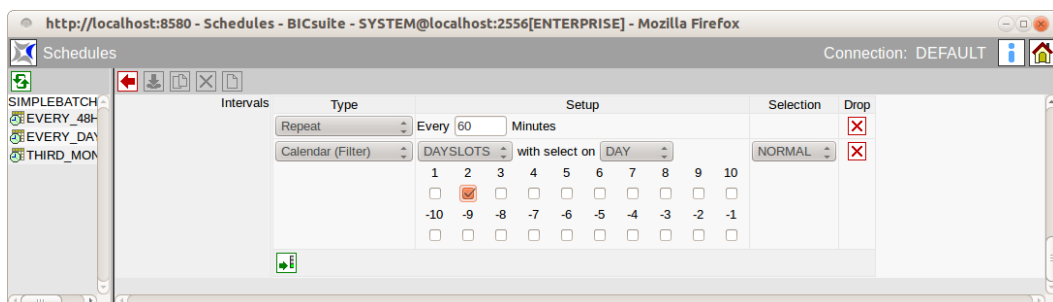 http://localhost:8580 - Schedules - BICsuite - SYSTEM@localhost:2556[ENTERPRISE] - Mozilla Firefox
Schedules Connection: DEFAULT
SIMPLEBATCH
EVERY_48H
EVERY_DAY
THIRD_MON
Intervals Type Setup Selection Drop
Repeat Every 60 Minutes
Calendar (Filter) DAYSLOTS with select on DAY NORMAL
1 2 3 4 5 6 7 8 9 10
-10 -9 -8 -7 -6 -5 -4 -3 -2 -1